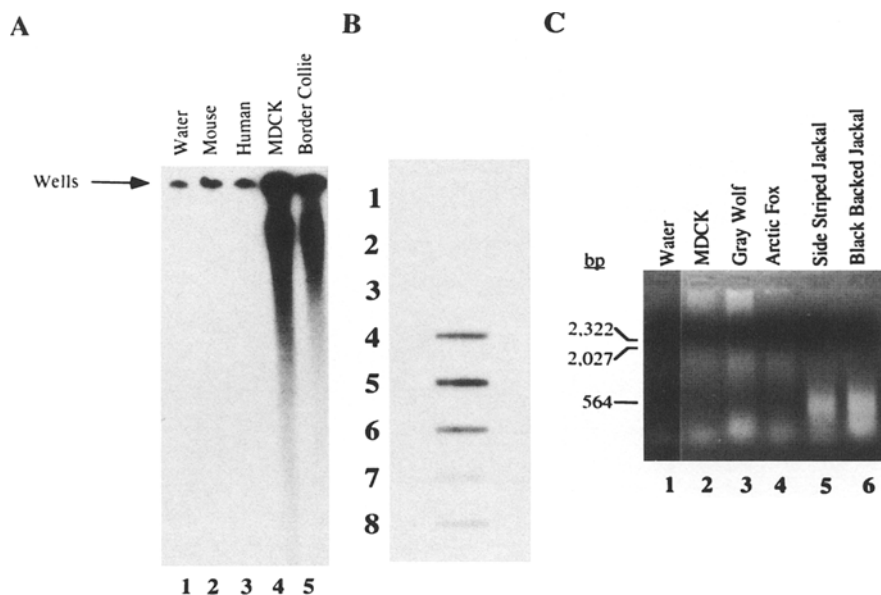 A
Water
Mouse
Human
MDCK
Border Collie
Wells
1 2 3 4 5
B
1
2
3
4
5
6
7
8
C
Water
MDCK
Gray Wolf
Arctic Fox
Side Striped Jackal
Black Backed Jackal
bp
2,322
2,027
564
1 2 3 4 5 6